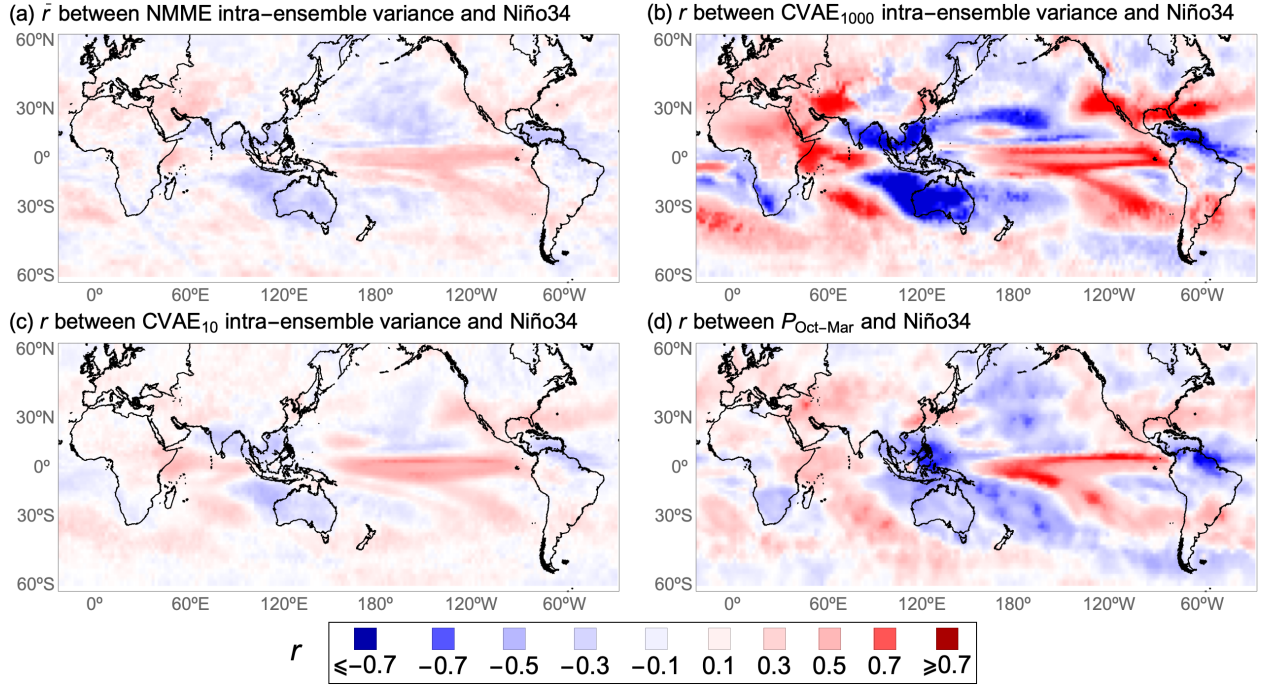 (a) r̄ between NMME intra−ensemble variance and Niño34
(b) r between CVAE1000 intra−ensemble variance and Niño34
60ºN
30ºN
0º
30ºS
60ºS
0º 60ºE 120ºE 180º 120ºW 60ºW
60ºN
30ºN
0º
30ºS
60ºS
0º 60ºE 120ºE 180º 120ºW 60ºW
(c) r between CVAE10 intra−ensemble variance and Niño34
(d) r between POct−Mar and Niño34
60ºN
30ºN
0º
30ºS
60ºS
0º 60ºE 120ºE 180º 120ºW 60ºW
60ºN
30ºN
0º
30ºS
60ºS
0º 60ºE 120ºE 180º 120ºW 60ºW
r
⩽−0.7 −0.7 −0.5 −0.3 −0.1 0.1 0.3 0.5 0.7 ⩾0.7